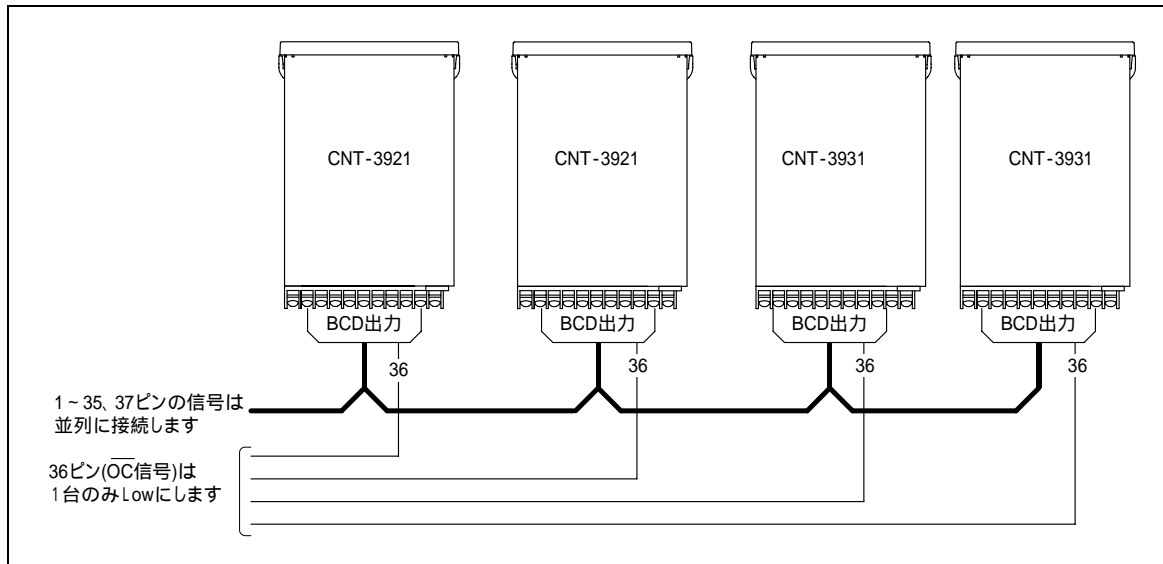 CNT-3921
CNT-3921
CNT-3931
CNT-3931
BCD出力
BCD出力
BCD出力
BCD出力
36
36
36
36
1~35、37ピンの信号は
並列に接続します
36ピン(O̅C̅信号)は
1台のみLowにします